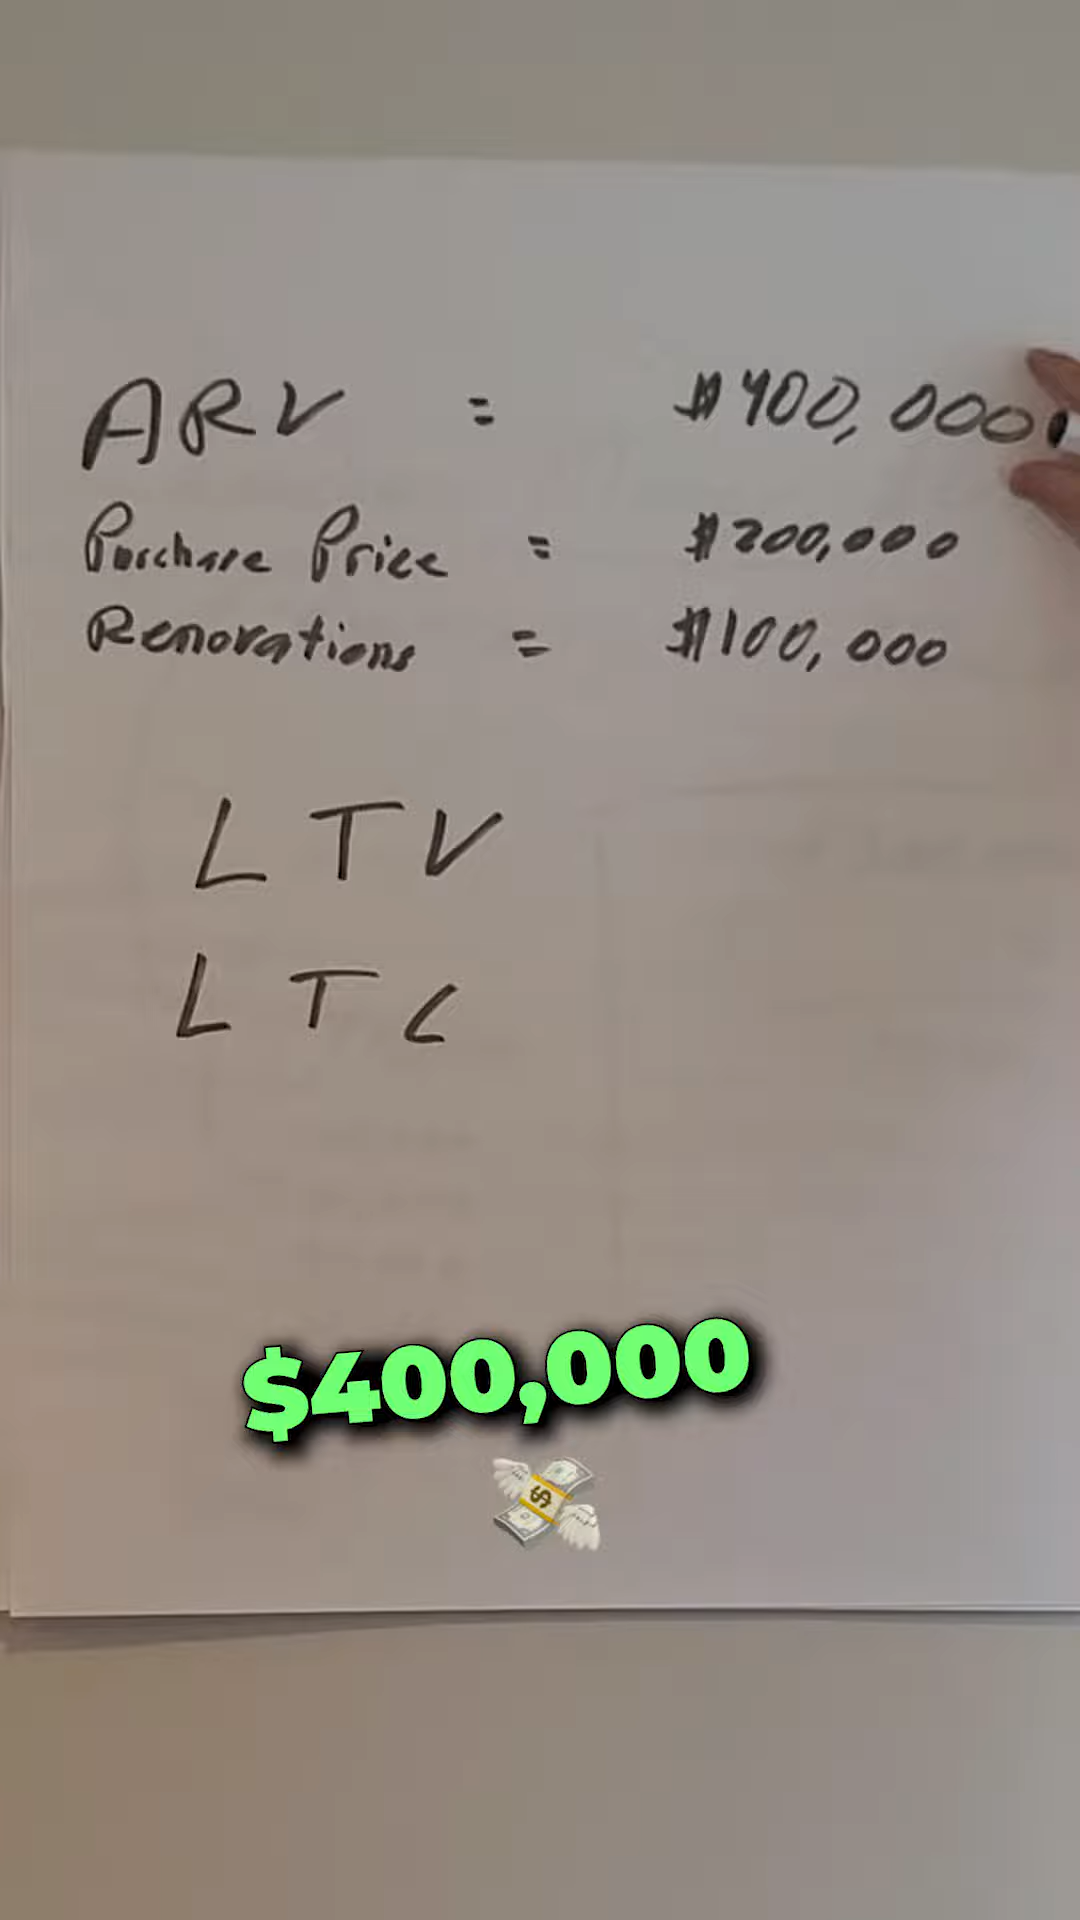 ARV = $400,000
Purchase Price = $200,000
Renovations = $100,000
LTV
LTC
$400,000